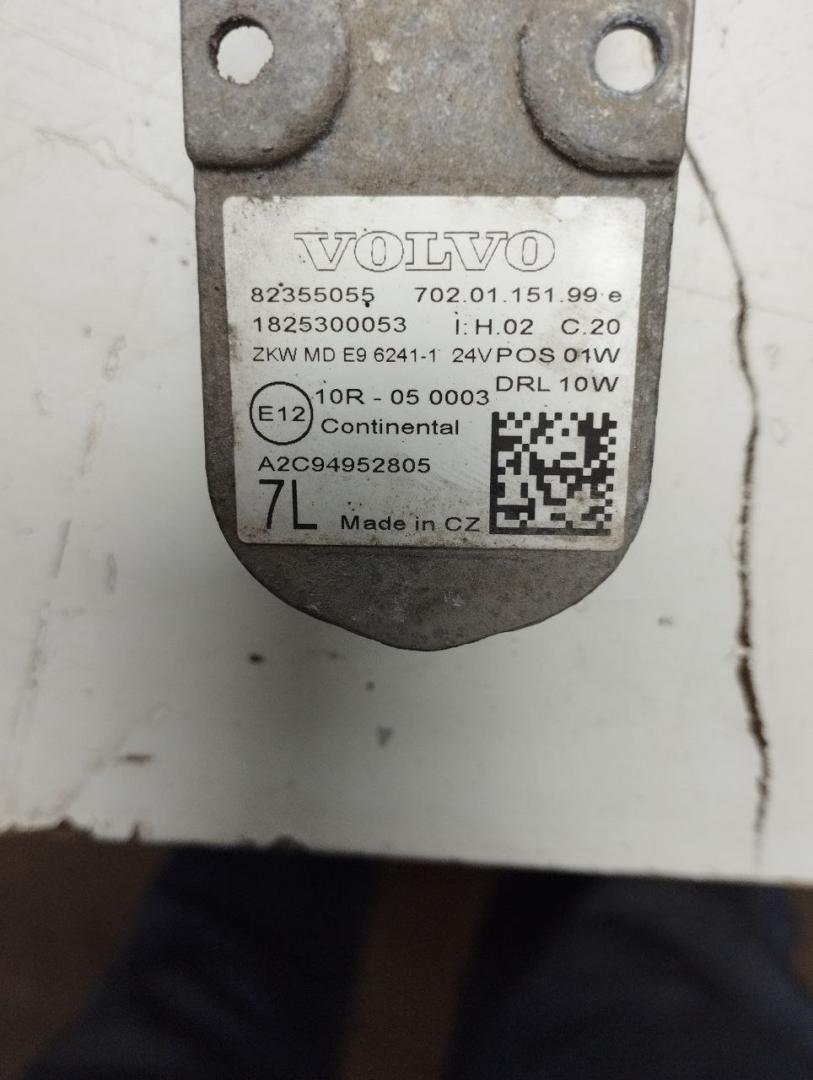 VOLVO
82355055 702.01.151.99 e
1825300053 I: H.02 C.20
ZKW MD E9 6241-1 24V POS 01W
DRL 10W
E12 10R - 05 0003
Continental
A2C94952805
7L Made in CZ